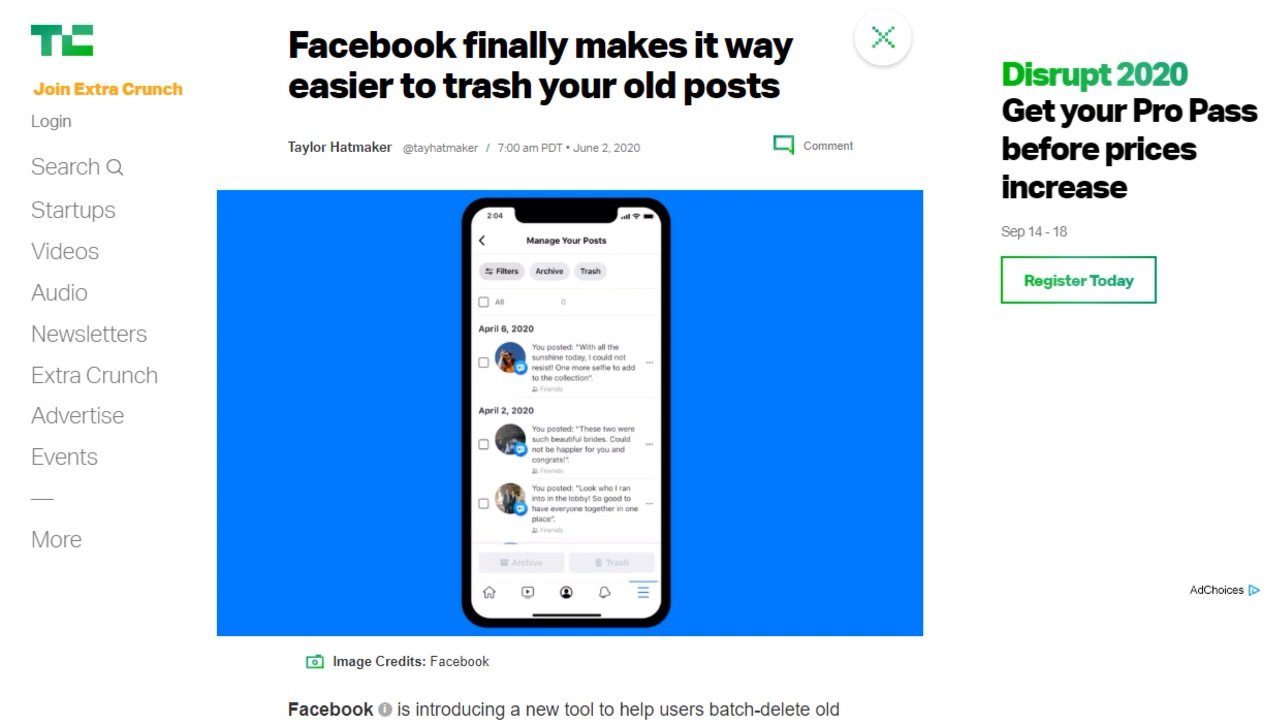 TC
Join Extra Crunch
Login
Search
Startups
Videos
Audio
Newsletters
Extra Crunch
Advertise
Events
—
More
Facebook finally makes it way
easier to trash your old posts
Taylor Hatmaker @tayhatmaker / 7:00 am PDT • June 2, 2020
Comment
2:04
Manage Your Posts
Filters Archive Trash
All 0
April 6, 2020
You posted: "With all the
sunshine today, I could not
resist! One more selfie to add
to the collection".
Friends
April 2, 2020
You posted: "These two were
such beautiful brides. Could
not be happier for you and
congrats!".
Friends
You posted: "Look who I ran
into in the lobby! So good to
have everyone together in one
place".
Friends
Archive Trash
Image Credits: Facebook
Facebook is introducing a new tool to help users batch-delete old
Disrupt 2020
Get your Pro Pass
before prices
increase
Sep 14 - 18
Register Today
AdChoices